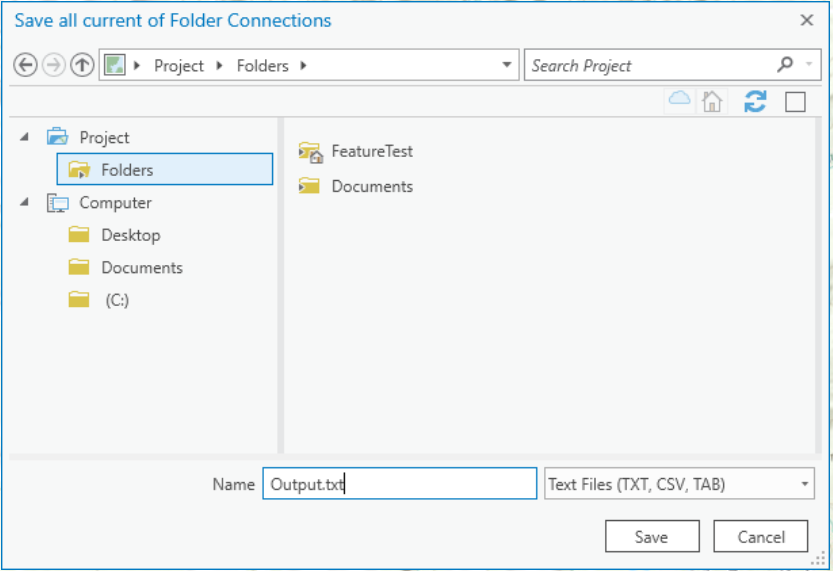 Save all current of Folder Connections
Project Folders
Search Project
Project
Folders
Computer
Desktop
Documents
(C:)
FeatureTest
Documents
Name Output.txt Text Files (TXT, CSV, TAB)
Save Cancel